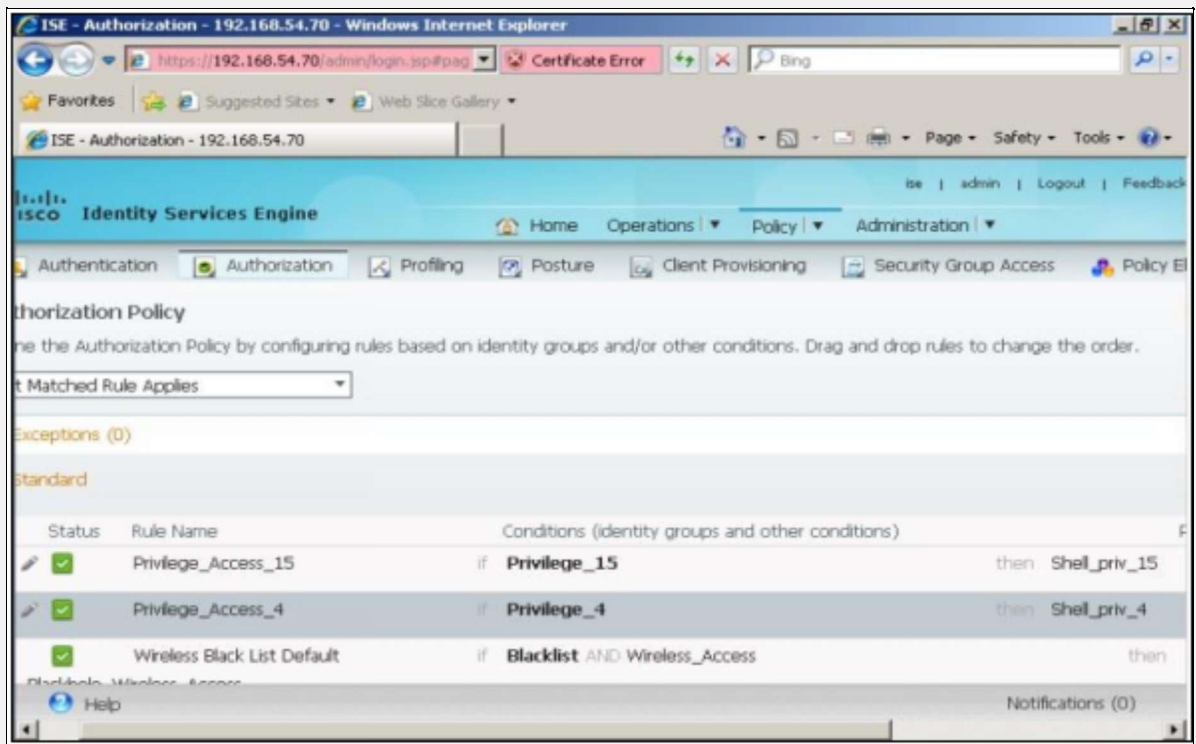 ISE - Authorization - 192.168.54.70 - Windows Internet Explorer
https://192.168.54.70/admin/login.jsp#pag Certificate Error Bing
Favorites Suggested Sites Web Slice Gallery
ISE - Authorization - 192.168.54.70 Page Safety Tools
ise | admin | Logout | Feedback
isco Identity Services Engine
Home Operations | Policy | Administration |
Authentication Authorization Profiling Posture Client Provisioning Security Group Access Policy El
thorization Policy
ne the Authorization Policy by configuring rules based on identity groups and/or other conditions. Drag and drop rules to change the order.
t Matched Rule Applies
Exceptions (0)
Standard
Status Rule Name Conditions (identity groups and other conditions) P
Privilege_Access_15 if Privilege_15 then Shell_priv_15
Privilege_Access_4 if Privilege_4 then Shell_priv_4
Wireless Black List Default if Blacklist AND Wireless_Access then
Blackhole_Wireless_Access
Help Notifications (0)